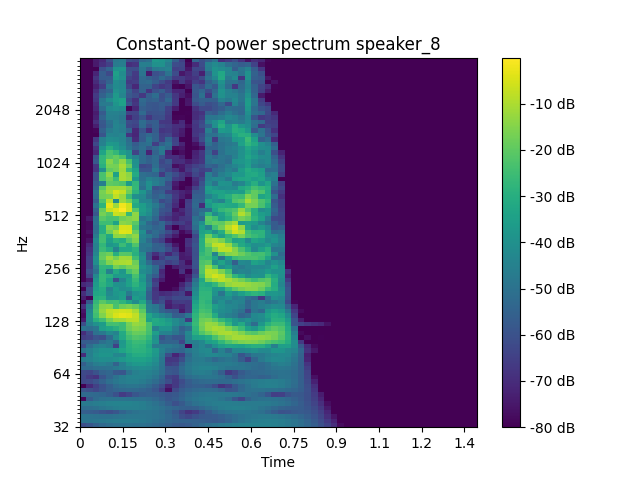 Constant-Q power spectrum speaker_8
Hz
2048
1024
512
256
128
64
32
0 0.15 0.3 0.45 0.6 0.75 0.9 1.1 1.2 1.4
Time
-10 dB
-20 dB
-30 dB
-40 dB
-50 dB
-60 dB
-70 dB
-80 dB